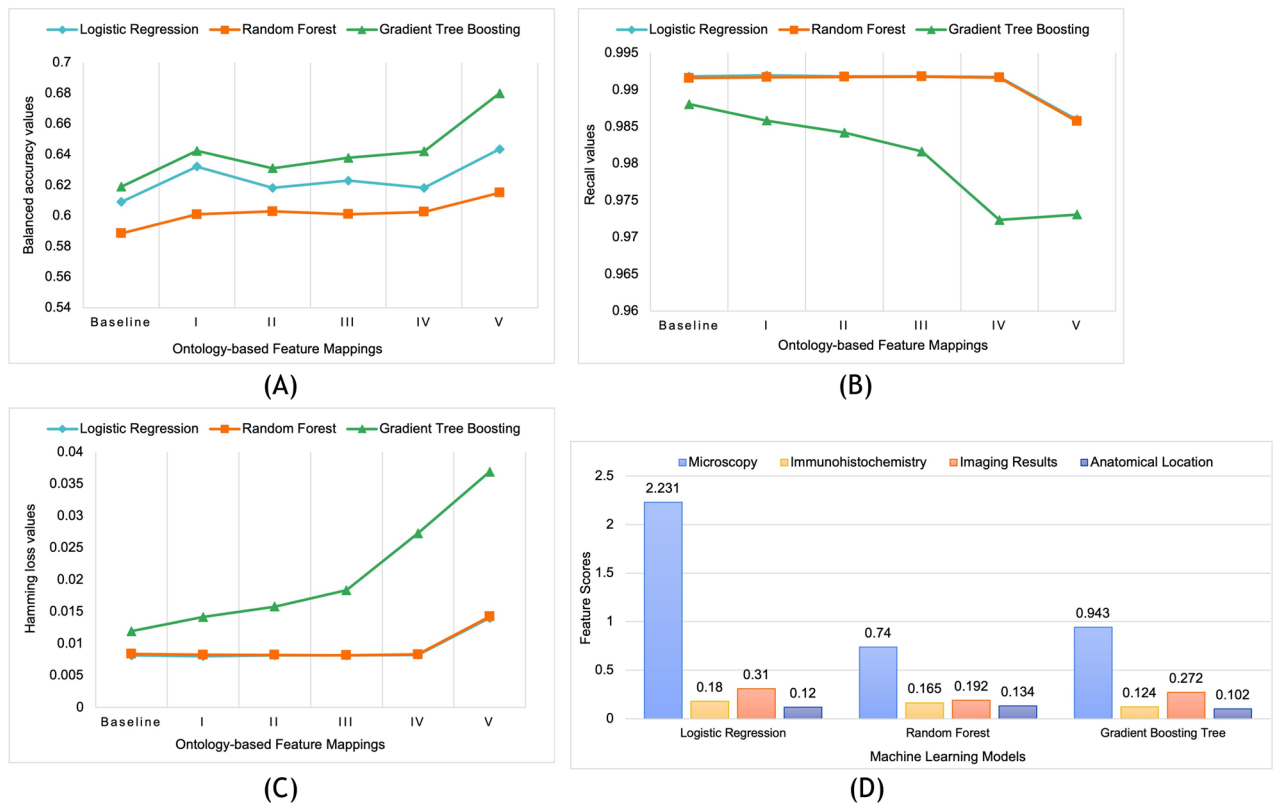 Logistic Regression Random Forest Gradient Tree Boosting
0.7
0.68
0.66
0.64
0.62
0.6
0.58
0.56
0.54
Balanced accuracy values
Baseline I II III IV V
Ontology-based Feature Mappings
(A)
Logistic Regression Random Forest Gradient Tree Boosting
0.995
0.99
0.985
0.98
0.975
0.97
0.965
0.96
Recall values
Baseline I II III IV V
Ontology-based Feature Mappings
(B)
Logistic Regression Random Forest Gradient Tree Boosting
0.04
0.035
0.03
0.025
0.02
0.015
0.01
0.005
0
Hamming loss values
Baseline I II III IV V
Ontology-based Feature Mappings
(C)
Microscopy Immunohistochemistry Imaging Results Anatomical Location
2.5
2
1.5
1
0.5
0
Feature Scores
2.231 0.18 0.31 0.12
0.74 0.165 0.192 0.134
0.943 0.124 0.272 0.102
Logistic Regression Random Forest Gradient Boosting Tree
Machine Learning Models
(D)